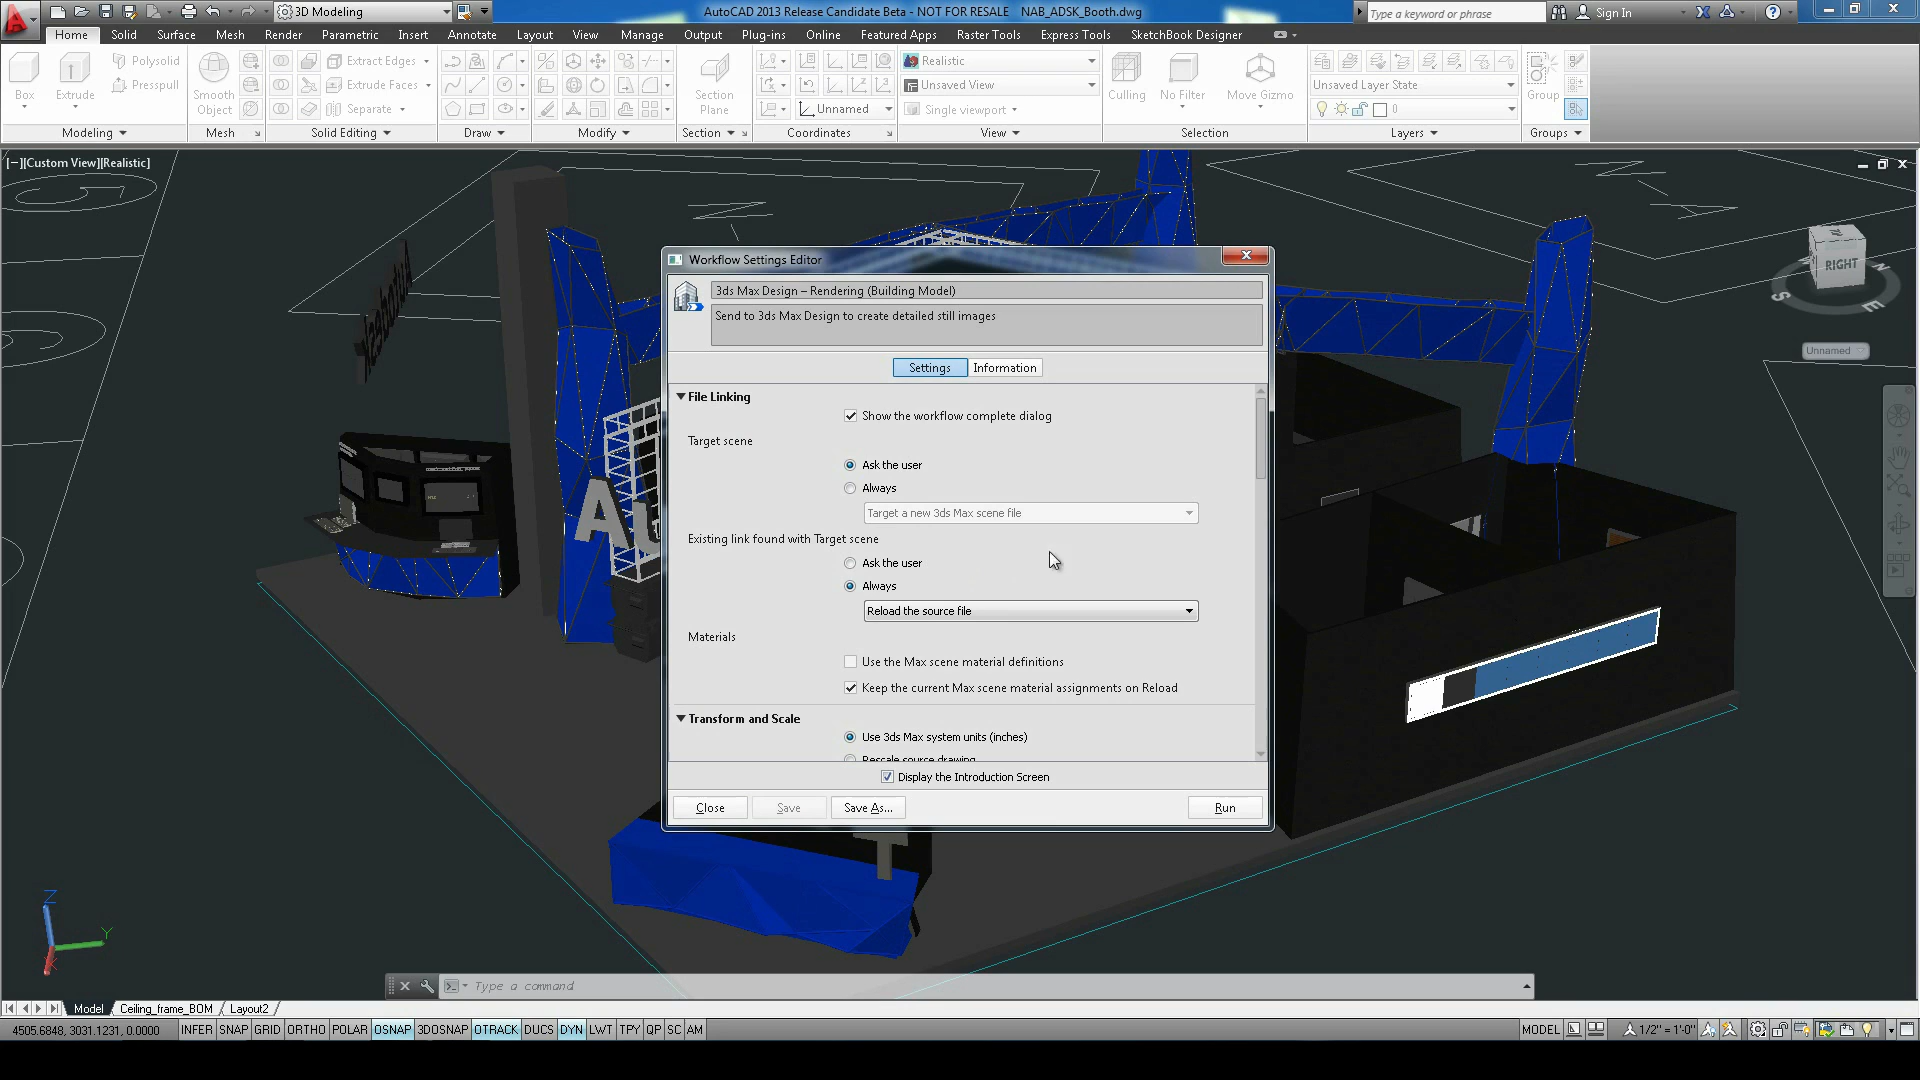 3D Modeling
AutoCAD 2013 Release Candidate Beta - NOT FOR RESALE NAB_ADSK_Booth.dwg
Type a keyword or phrase
Sign In
Home Solid Surface Mesh Render Parametric Insert Annotate Layout View Manage Output Plug-ins Online Featured Apps Raster Tools Express Tools SketchBook Designer
Box
Extrude
Polysolid
Presspull
Smooth
Object
Extract Edges
Extrude Faces
Separate
Section
Plane
Unnamed
Realistic
Unsaved View
Single viewport
Culling
No Filter
Move Gizmo
Unsaved Layer State
0
Group
Modeling
Mesh
Solid Editing
Draw
Modify
Section
Coordinates
View
Selection
Layers
Groups
[−][Custom View][Realistic]
Autodesk
AU
RIGHT
N
S
E
Unnamed
Workflow Settings Editor
3ds Max Design – Rendering (Building Model)
Send to 3ds Max Design to create detailed still images
Settings
Information
File Linking
Show the workflow complete dialog
Target scene
Ask the user
Always
Target a new 3ds Max scene file
Existing link found with Target scene
Ask the user
Always
Reload the source file
Materials
Use the Max scene material definitions
Keep the current Max scene material assignments on Reload
Transform and Scale
Use 3ds Max system units (inches)
Rescale source drawing
Display the Introduction Screen
Close
Save
Save As...
Run
Z
Y
X
Type a command
Model Ceiling_frame_BOM Layout2
4505.6848, 3031.1231, 0.0000 INFER SNAP GRID ORTHO POLAR OSNAP 3DOSNAP OTRACK DUCS DYN LWT TPY QP SC AM
MODEL
1/2" = 1'-0"